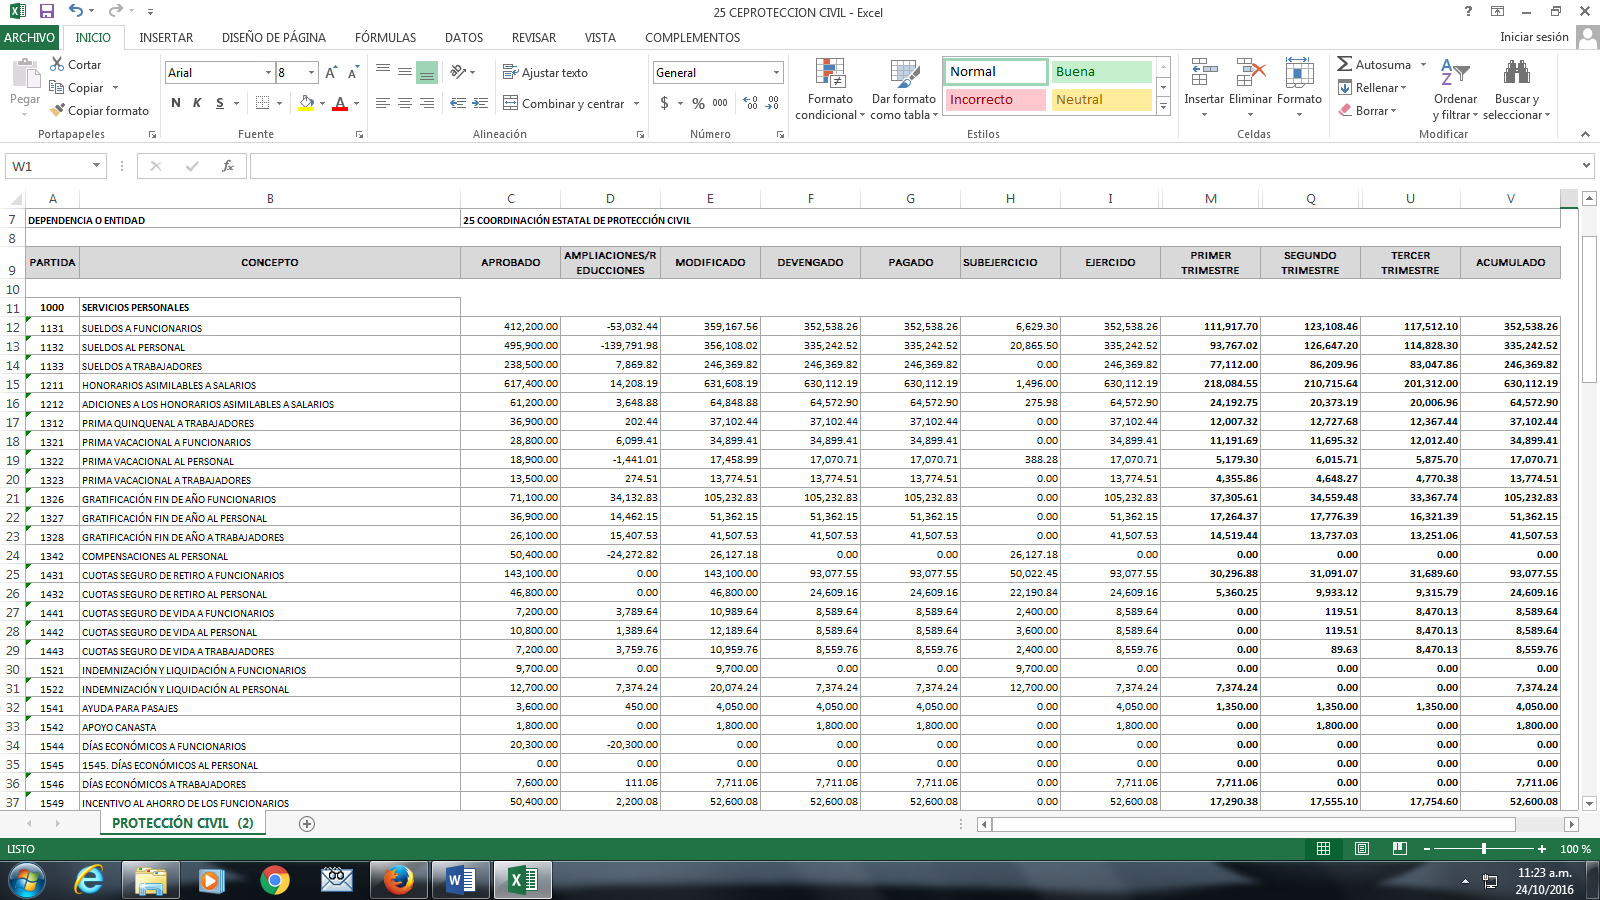 25 CEPROTECCION CIVIL - Excel
ARCHIVO INICIO INSERTAR DISEÑO DE PÁGINA FÓRMULAS DATOS REVISAR VISTA COMPLEMENTOS Iniciar sesión
Pegar
Cortar
Copiar
Copiar formato
Portapapeles
Arial 8
N K S
Fuente
Ajustar texto
Combinar y centrar
Alineación
General
$ % 000
Número
Formato condicional
Dar formato como tabla
Normal Buena
Incorrecto Neutral
Estilos
Insertar Eliminar Formato
Celdas
Autosuma
Rellenar
Borrar
Ordenar y filtrar
Buscar y seleccionar
Modificar
W1 fx
A B C D E F G H I M Q U V
7 DEPENDENCIA O ENTIDAD 25 COORDINACIÓN ESTATAL DE PROTECCIÓN CIVIL
8
9 PARTIDA CONCEPTO APROBADO AMPLIACIONES/REDUCCIONES MODIFICADO DEVENGADO PAGADO SUBEJERCICIO EJERCIDO PRIMER TRIMESTRE SEGUNDO TRIMESTRE TERCER TRIMESTRE ACUMULADO
10
11 1000 SERVICIOS PERSONALES
12 1131 SUELDOS A FUNCIONARIOS 412,200.00 -53,032.44 359,167.56 352,538.26 352,538.26 6,629.30 352,538.26 111,917.70 123,108.46 117,512.10 352,538.26
13 1132 SUELDOS AL PERSONAL 495,900.00 -139,791.98 356,108.02 335,242.52 335,242.52 20,865.50 335,242.52 93,767.02 126,647.20 114,828.30 335,242.52
14 1133 SUELDOS A TRABAJADORES 238,500.00 7,869.82 246,369.82 246,369.82 246,369.82 0.00 246,369.82 77,112.00 86,209.96 83,047.86 246,369.82
15 1211 HONORARIOS ASIMILABLES A SALARIOS 617,400.00 14,208.19 631,608.19 630,112.19 630,112.19 1,496.00 630,112.19 218,084.55 210,715.64 201,312.00 630,112.19
16 1212 ADICIONES A LOS HONORARIOS ASIMILABLES A SALARIOS 61,200.00 3,648.88 64,848.88 64,572.90 64,572.90 275.98 64,572.90 24,192.75 20,373.19 20,006.96 64,572.90
17 1312 PRIMA QUINQUENAL A TRABAJADORES 36,900.00 202.44 37,102.44 37,102.44 37,102.44 0.00 37,102.44 12,007.32 12,727.68 12,367.44 37,102.44
18 1321 PRIMA VACACIONAL A FUNCIONARIOS 28,800.00 6,099.41 34,899.41 34,899.41 34,899.41 0.00 34,899.41 11,191.69 11,695.32 12,012.40 34,899.41
19 1322 PRIMA VACACIONAL AL PERSONAL 18,900.00 -1,441.01 17,458.99 17,070.71 17,070.71 388.28 17,070.71 5,179.30 6,015.71 5,875.70 17,070.71
20 1323 PRIMA VACACIONAL A TRABAJADORES 13,500.00 274.51 13,774.51 13,774.51 13,774.51 0.00 13,774.51 4,355.86 4,648.27 4,770.38 13,774.51
21 1326 GRATIFICACIÓN FIN DE AÑO FUNCIONARIOS 71,100.00 34,132.83 105,232.83 105,232.83 105,232.83 0.00 105,232.83 37,305.61 34,559.48 33,367.74 105,232.83
22 1327 GRATIFICACIÓN FIN DE AÑO AL PERSONAL 36,900.00 14,462.15 51,362.15 51,362.15 51,362.15 0.00 51,362.15 17,264.37 17,776.39 16,321.39 51,362.15
23 1328 GRATIFICACIÓN FIN DE AÑO A TRABAJADORES 26,100.00 15,407.53 41,507.53 41,507.53 41,507.53 0.00 41,507.53 14,519.44 13,737.03 13,251.06 41,507.53
24 1342 COMPENSACIONES AL PERSONAL 50,400.00 -24,272.82 26,127.18 0.00 0.00 26,127.18 0.00 0.00 0.00 0.00 0.00
25 1431 CUOTAS SEGURO DE RETIRO A FUNCIONARIOS 143,100.00 0.00 143,100.00 93,077.55 93,077.55 50,022.45 93,077.55 30,296.88 31,091.07 31,689.60 93,077.55
26 1432 CUOTAS SEGURO DE RETIRO AL PERSONAL 46,800.00 0.00 46,800.00 24,609.16 24,609.16 22,190.84 24,609.16 5,360.25 9,933.12 9,315.79 24,609.16
27 1441 CUOTAS SEGURO DE VIDA A FUNCIONARIOS 7,200.00 3,789.64 10,989.64 8,589.64 8,589.64 2,400.00 8,589.64 0.00 119.51 8,470.13 8,589.64
28 1442 CUOTAS SEGURO DE VIDA AL PERSONAL 10,800.00 1,389.64 12,189.64 8,589.64 8,589.64 3,600.00 8,589.64 0.00 119.51 8,470.13 8,589.64
29 1443 CUOTAS SEGURO DE VIDA A TRABAJADORES 7,200.00 3,759.76 10,959.76 8,559.76 8,559.76 2,400.00 8,559.76 0.00 89.63 8,470.13 8,559.76
30 1521 INDEMNIZACIÓN Y LIQUIDACIÓN A FUNCIONARIOS 9,700.00 0.00 9,700.00 0.00 0.00 9,700.00 0.00 0.00 0.00 0.00 0.00
31 1522 INDEMNIZACIÓN Y LIQUIDACIÓN AL PERSONAL 12,700.00 7,374.24 20,074.24 7,374.24 7,374.24 12,700.00 7,374.24 7,374.24 0.00 0.00 7,374.24
32 1541 AYUDA PARA PASAJES 3,600.00 450.00 4,050.00 4,050.00 4,050.00 0.00 4,050.00 1,350.00 1,350.00 1,350.00 4,050.00
33 1542 APOYO CANASTA 1,800.00 0.00 1,800.00 1,800.00 1,800.00 0.00 1,800.00 0.00 1,800.00 0.00 1,800.00
34 1544 DÍAS ECONÓMICOS A FUNCIONARIOS 20,300.00 -20,300.00 0.00 0.00 0.00 0.00 0.00 0.00 0.00 0.00 0.00
35 1545 1545. DÍAS ECONÓMICOS AL PERSONAL 0.00 0.00 0.00 0.00 0.00 0.00 0.00 0.00 0.00 0.00 0.00
36 1546 DÍAS ECONÓMICOS A TRABAJADORES 7,600.00 111.06 7,711.06 7,711.06 7,711.06 0.00 7,711.06 7,711.06 0.00 0.00 7,711.06
37 1549 INCENTIVO AL AHORRO DE LOS FUNCIONARIOS 50,400.00 2,200.08 52,600.08 52,600.08 52,600.08 0.00 52,600.08 17,290.38 17,555.10 17,754.60 52,600.08
PROTECCIÓN CIVIL (2)
LISTO 100 %
11:23 a.m.
24/10/2016